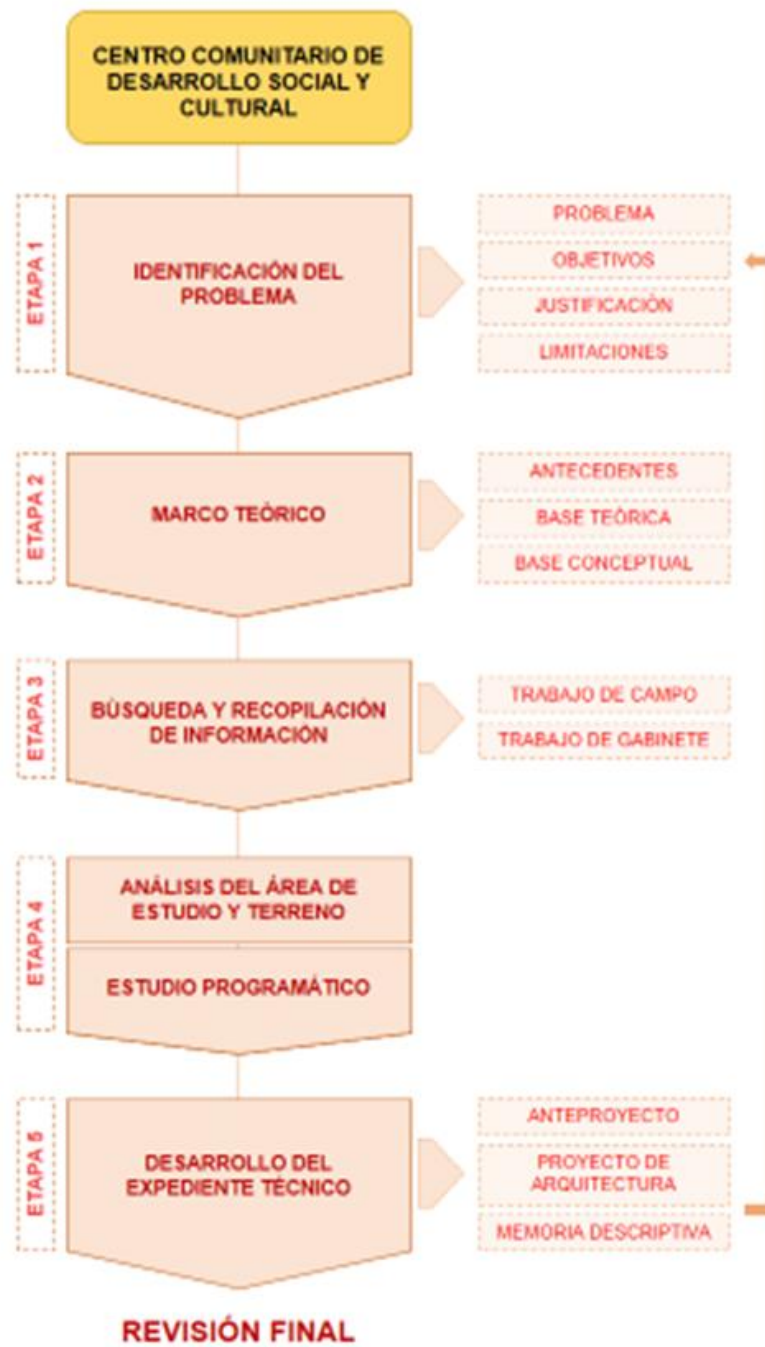 CENTRO COMUNITARIO DE
DESARROLLO SOCIAL Y
CULTURAL
ETAPA 1
IDENTIFICACIÓN DEL
PROBLEMA
PROBLEMA
OBJETIVOS
JUSTIFICACIÓN
LIMITACIONES
ETAPA 2
MARCO TEÓRICO
ANTECEDENTES
BASE TEÓRICA
BASE CONCEPTUAL
ETAPA 3
BÚSQUEDA Y RECOPILACIÓN
DE INFORMACIÓN
TRABAJO DE CAMPO
TRABAJO DE GABINETE
ETAPA 4
ANÁLISIS DEL ÁREA DE
ESTUDIO Y TERRENO
ESTUDIO PROGRAMÁTICO
ETAPA 5
DESARROLLO DEL
EXPEDIENTE TÉCNICO
ANTEPROYECTO
PROYECTO DE
ARQUITECTURA
MEMORIA DESCRIPTIVA
REVISIÓN FINAL